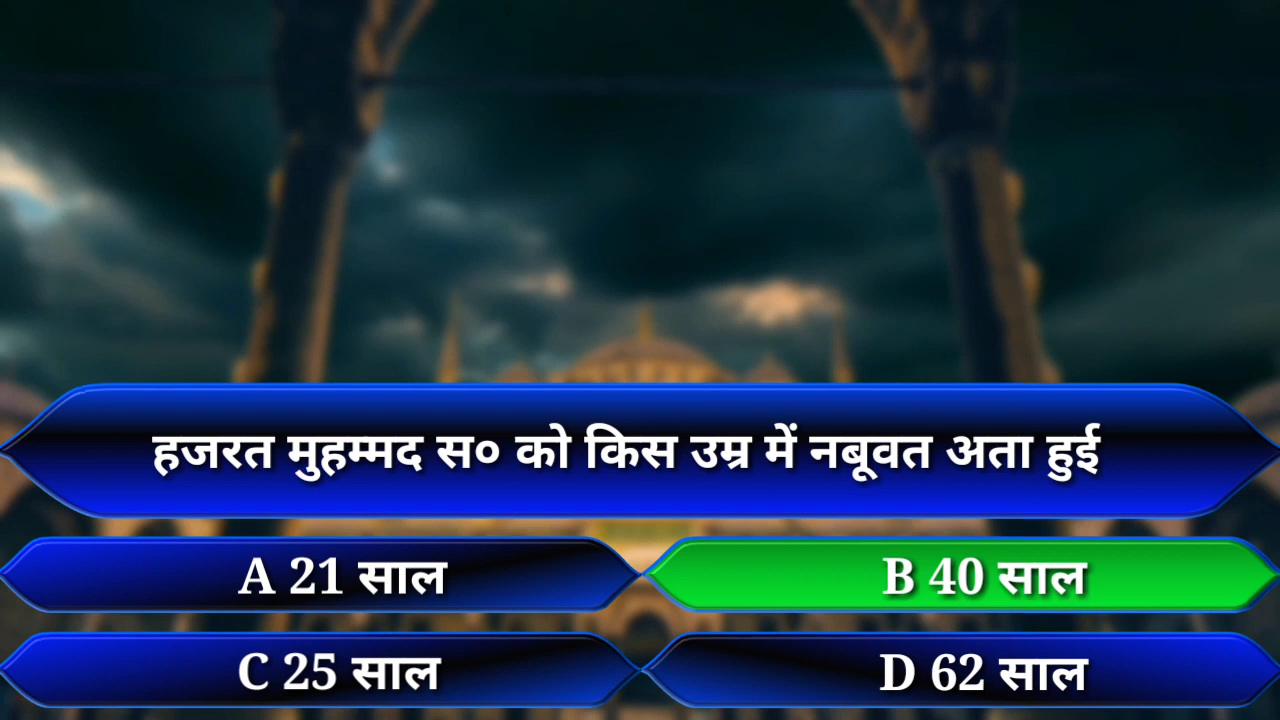 हजरत मुहम्मद स० को किस उम्र में नबूवत अता हुई
A 21 साल
B 40 साल
C 25 साल
D 62 साल